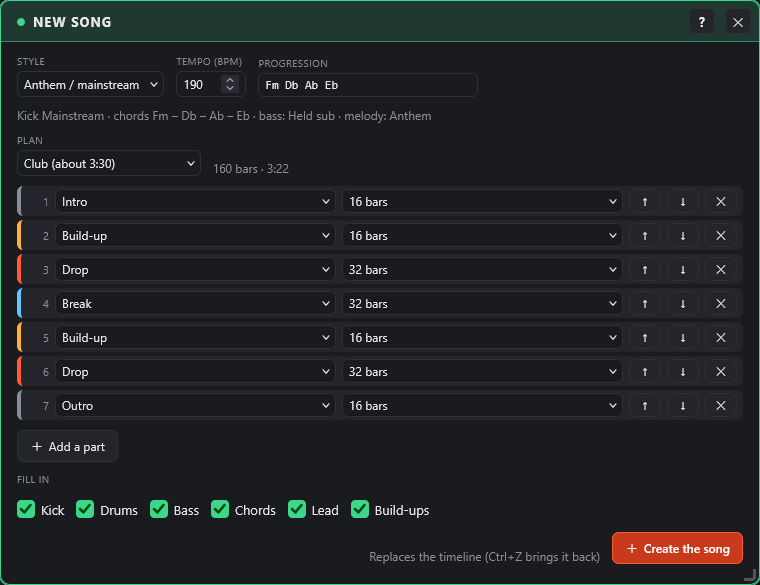 NEW SONG ?
STYLE TEMPO (BPM) PROGRESSION
Anthem / mainstream 190 Fm Db Ab Eb
Kick Mainstream · chords Fm – Db – Ab – Eb · bass: Held sub · melody: Anthem
PLAN
Club (about 3:30) 160 bars · 3:22
1 Intro 16 bars ↑ ↓
2 Build-up 16 bars ↑ ↓
3 Drop 32 bars ↑ ↓
4 Break 32 bars ↑ ↓
5 Build-up 16 bars ↑ ↓
6 Drop 32 bars ↑ ↓
7 Outro 16 bars ↑ ↓
+ Add a part
FILL IN
Kick Drums Bass Chords Lead Build-ups
Replaces the timeline (Ctrl+Z brings it back) + Create the song